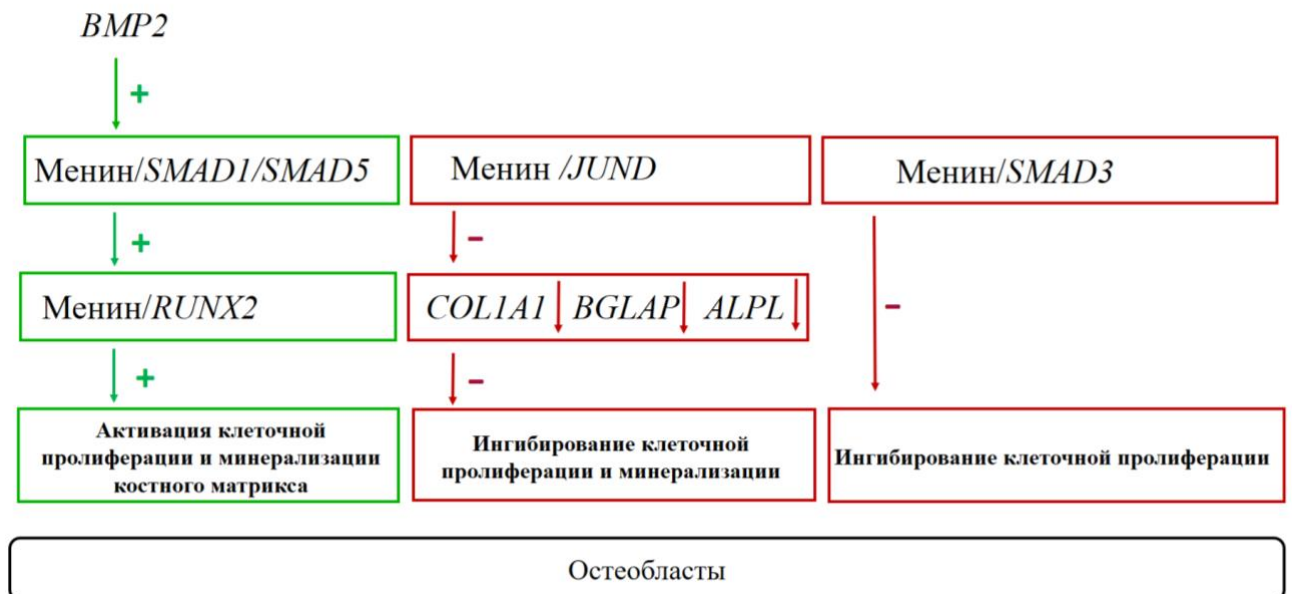 BMP2
+
Менин/SMAD1/SMAD5
Менин /JUND
Менин/SMAD3
+
−
Менин/RUNX2
COL1A1 BGLAP ALPL
−
+
−
Активация клеточной
пролиферации и минерализации
костного матрикса
Ингибирование клеточной
пролиферации и минерализации
Ингибирование клеточной пролиферации
Остеобласты